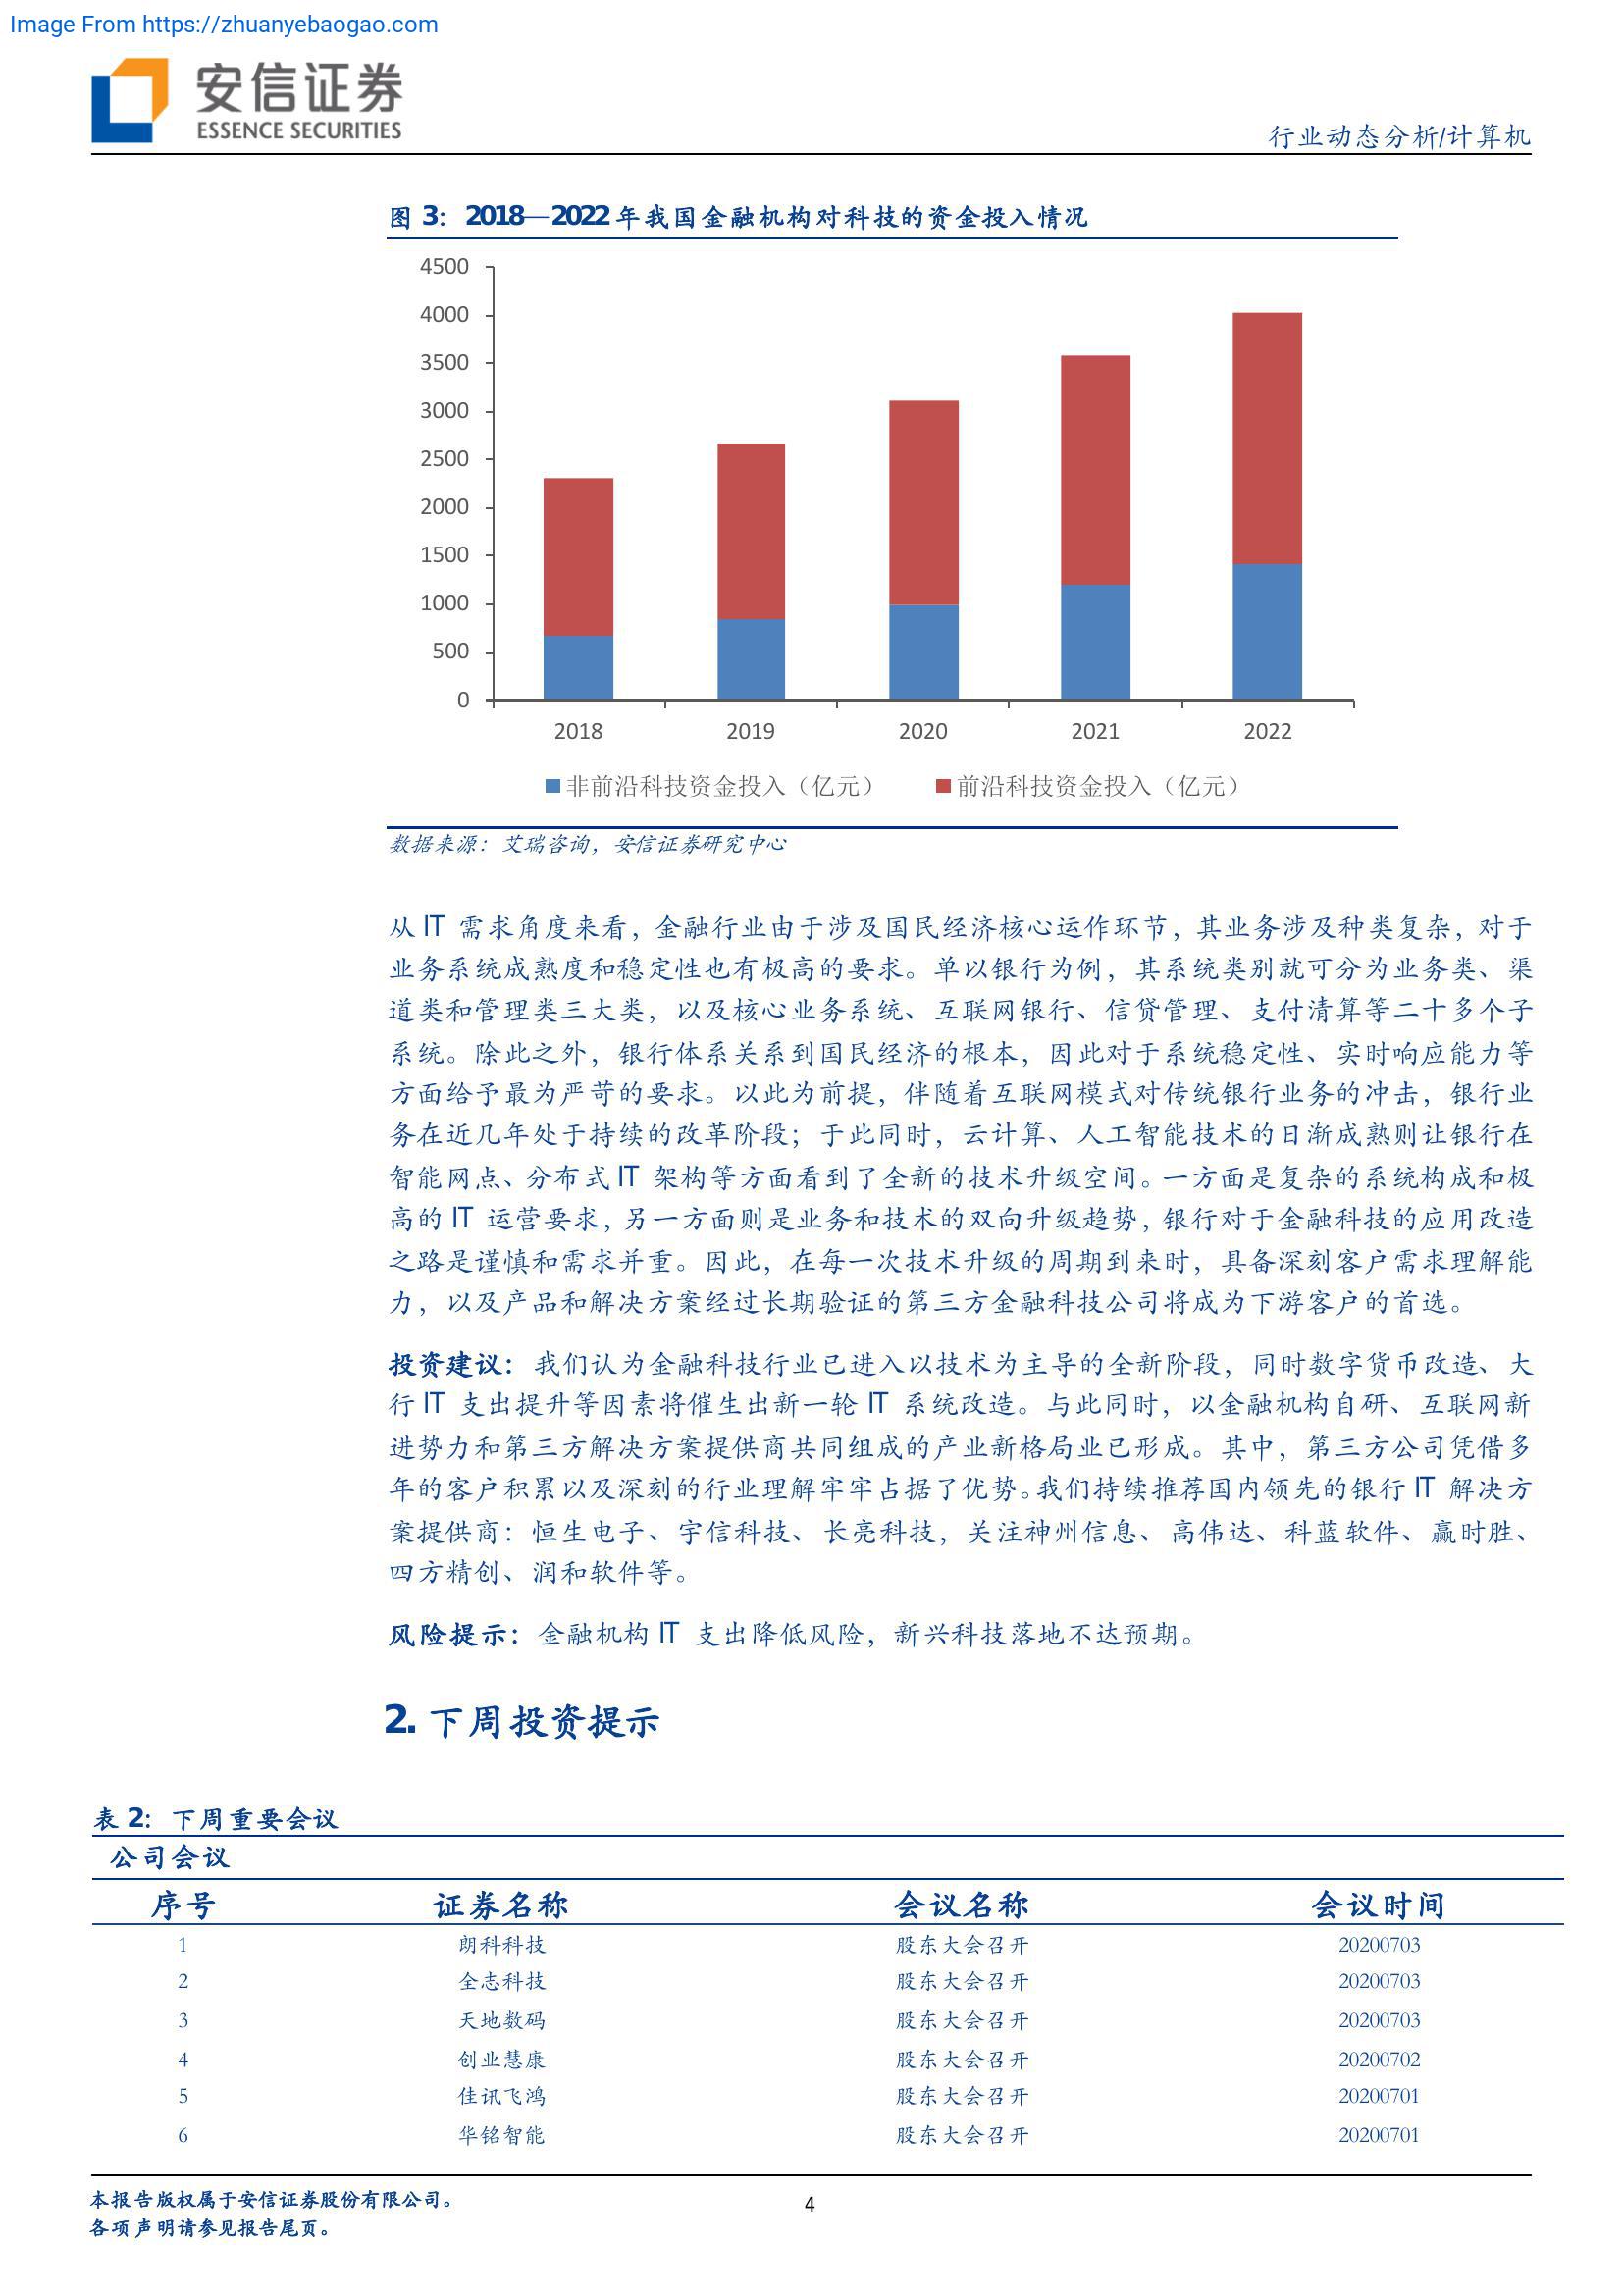 Image From https://zhuanyebaogao.com
安信证券
ESSENCE SECURITIES
行业动态分析/计算机
图 3: 2018—2022 年我国金融机构对科技的资金投入情况
4500
4000
3500
3000
2500
2000
1500
1000
500
0
2018 2019 2020 2021 2022
非前沿科技资金投入（亿元） 前沿科技资金投入（亿元）
数据来源：艾瑞咨询，安信证券研究中心
从 IT 需求角度来看，金融行业由于涉及国民经济核心运作环节，其业务涉及种类复杂，对于
业务系统成熟度和稳定性也有极高的要求。单以银行为例，其系统类别就可分为业务类、渠
道类和管理类三大类，以及核心业务系统、互联网银行、信贷管理、支付清算等二十多个子
系统。除此之外，银行体系关系到国民经济的根本，因此对于系统稳定性、实时响应能力等
方面给予最为严苛的要求。以此为前提，伴随着互联网模式对传统银行业务的冲击，银行业
务在近几年处于持续的改革阶段；于此同时，云计算、人工智能技术的日渐成熟则让银行在
智能网点、分布式 IT 架构等方面看到了全新的技术升级空间。一方面是复杂的系统构成和极
高的 IT 运营要求，另一方面则是业务和技术的双向升级趋势，银行对于金融科技的应用改造
之路是谨慎和需求并重。因此，在每一次技术升级的周期到来时，具备深刻客户需求理解能
力，以及产品和解决方案经过长期验证的第三方金融科技公司将成为下游客户的首选。
投资建议：我们认为金融科技行业已进入以技术为主导的全新阶段，同时数字货币改造、大
行 IT 支出提升等因素将催生出新一轮 IT 系统改造。与此同时，以金融机构自研、互联网新
进势力和第三方解决方案提供商共同组成的产业新格局业已形成。其中，第三方公司凭借多
年的客户积累以及深刻的行业理解牢牢占据了优势。我们持续推荐国内领先的银行 IT 解决方
案提供商：恒生电子、宇信科技、长亮科技，关注神州信息、高伟达、科蓝软件、赢时胜、
四方精创、润和软件等。
风险提示：金融机构 IT 支出降低风险，新兴科技落地不达预期。
2. 下周投资提示
表 2: 下周重要会议
公司会议
序号 证券名称 会议名称 会议时间
1 朗科科技 股东大会召开 20200703
2 全志科技 股东大会召开 20200703
3 天地数码 股东大会召开 20200703
4 创业慧康 股东大会召开 20200702
5 佳讯飞鸿 股东大会召开 20200701
6 华铭智能 股东大会召开 20200701
本报告版权属于安信证券股份有限公司。
各项声明请参见报告尾页。
4